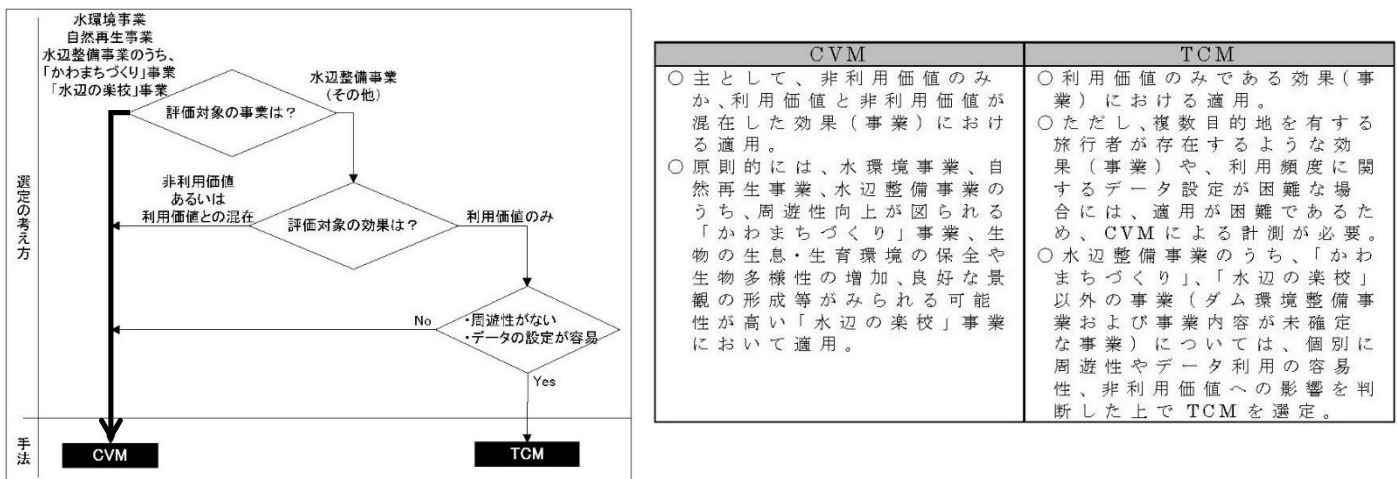 水環境事業
自然再生事業
水辺整備事業のうち、
「かわまちづくり」事業
「水辺の楽校」事業
水辺整備事業
(その他)
評価対象の事業は？
選定の考え方
非利用価値
あるいは
利用価値との混在
評価対象の効果は？
利用価値のみ
No
・周遊性がない
・データの設定が容易
Yes
手法
CVM
TCM
CVM
○主として、非利用価値のみ
か、利用価値と非利用価値が
混在した効果（事業）におけ
る適用。
○原則的には、水環境事業、自
然再生事業、水辺整備事業の
うち、周遊性向上が図られる
「かわまちづくり」事業、生
物の生息・生育環境の保全や
生物多様性の増加、良好な景
観の形成等がみられる可能
性が高い「水辺の楽校」事業
において適用。
TCM
○利用価値のみである効果（事
業）における適用。
○ただし、複数目的地を有する
旅行者が存在するような効
果（事業）や、利用頻度に関
するデータ設定が困難な場
合には、適用が困難であるた
め、CVMによる計測が必要。
○水辺整備事業のうち、「かわ
まちづくり」、「水辺の楽校」
以外の事業（ダム環境整備事
業および事業内容が未確定
な事業）については、個別に
周遊性やデータ利用の容易
性、非利用価値への影響を判
断した上でTCMを選定。